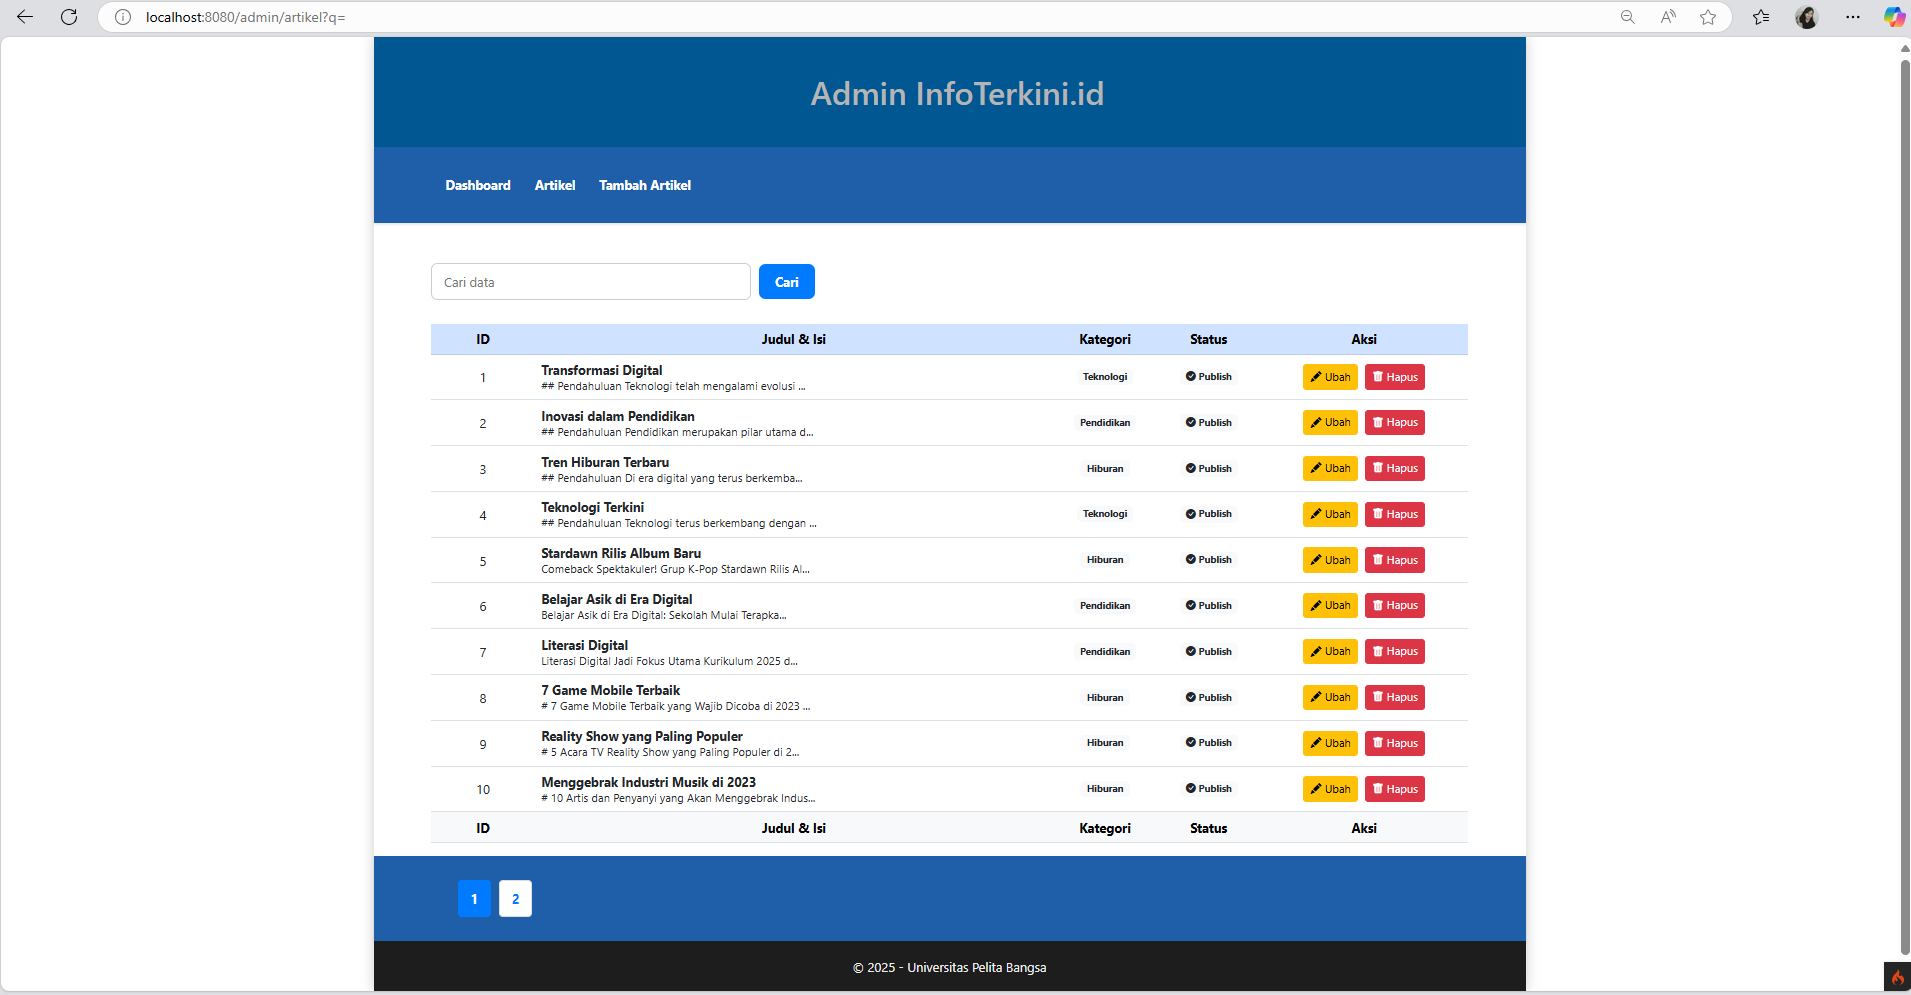 localhost:8080/admin/artikel?q=
Admin InfoTerkini.id
Dashboard Artikel Tambah Artikel
Cari data Cari
ID Judul & Isi Kategori Status Aksi
1 Transformasi Digital Teknologi Publish Ubah Hapus
## Pendahuluan Teknologi telah mengalami evolusi ...
2 Inovasi dalam Pendidikan Pendidikan Publish Ubah Hapus
## Pendahuluan Pendidikan merupakan pilar utama d...
3 Tren Hiburan Terbaru Hiburan Publish Ubah Hapus
## Pendahuluan Di era digital yang terus berkemba...
4 Teknologi Terkini Teknologi Publish Ubah Hapus
## Pendahuluan Teknologi terus berkembang dengan ...
5 Stardawn Rilis Album Baru Hiburan Publish Ubah Hapus
Comeback Spektakuler! Grup K-Pop Stardawn Rilis Al...
6 Belajar Asik di Era Digital Pendidikan Publish Ubah Hapus
Belajar Asik di Era Digital: Sekolah Mulai Terapka...
7 Literasi Digital Pendidikan Publish Ubah Hapus
Literasi Digital Jadi Fokus Utama Kurikulum 2025 d...
8 7 Game Mobile Terbaik Hiburan Publish Ubah Hapus
# 7 Game Mobile Terbaik yang Wajib Dicoba di 2023 ...
9 Reality Show yang Paling Populer Hiburan Publish Ubah Hapus
# 5 Acara TV Reality Show yang Paling Populer di 2...
10 Menggebrak Industri Musik di 2023 Hiburan Publish Ubah Hapus
# 10 Artis dan Penyanyi yang Akan Menggebrak Indus...
ID Judul & Isi Kategori Status Aksi
1 2
© 2025 - Universitas Pelita Bangsa